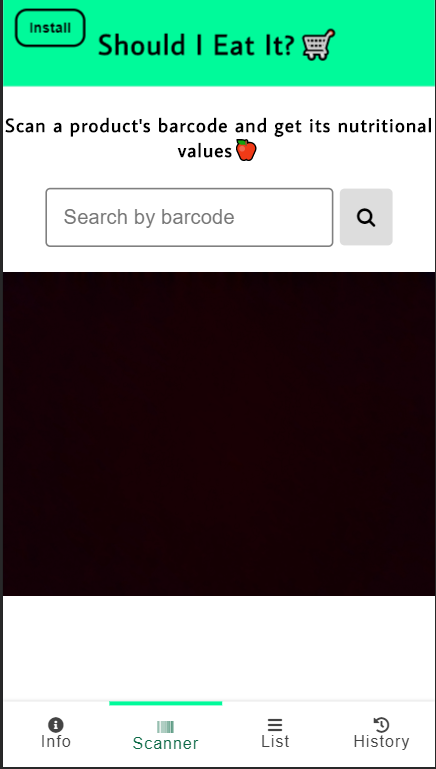 Install
Should I Eat It? 🛒
Scan a product's barcode and get its nutritional
values🍎
Search by barcode
Info
Scanner
List
History